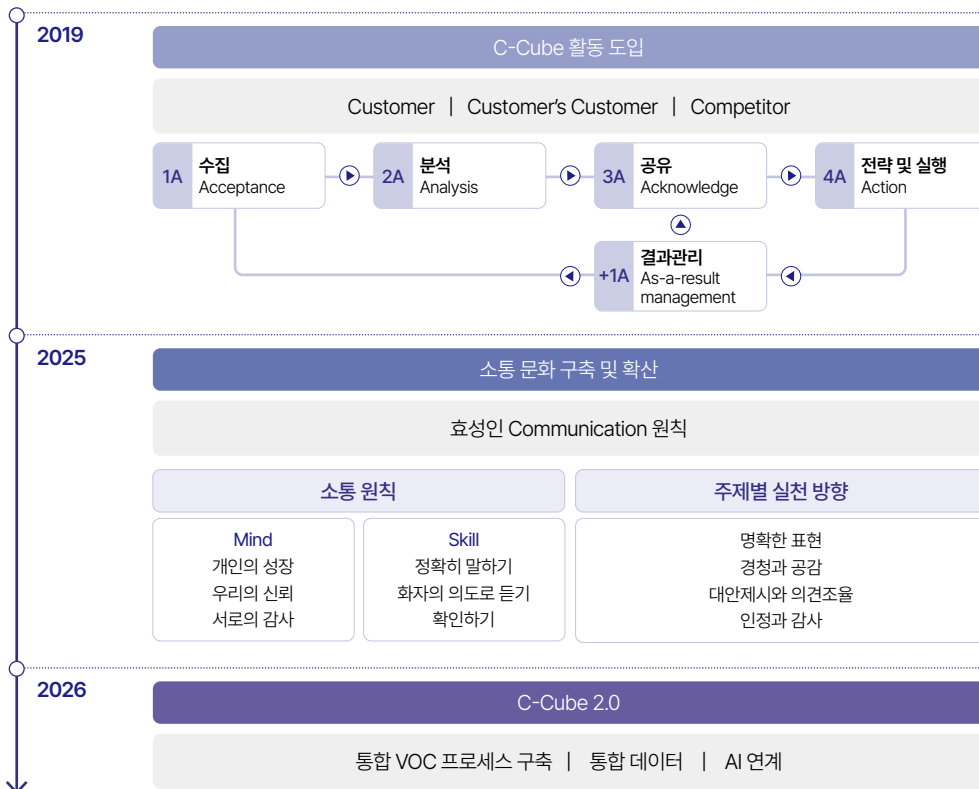 2019
C-Cube 활동 도입
Customer | Customer's Customer | Competitor
1A
수집
Acceptance
2A
분석
Analysis
3A
공유
Acknowledge
4A
전략 및 실행
Action
+1A
결과관리
As-a-result
management
2025
소통 문화 구축 및 확산
효성인 Communication 원칙
소통 원칙
Mind
개인의 성장
우리의 신뢰
서로의 감사
Skill
정확히 말하기
화자의 의도로 듣기
확인하기
주제별 실천 방향
명확한 표현
경청과 공감
대안제시와 의견조율
인정과 감사
2026
C-Cube 2.0
통합 VOC 프로세스 구축 | 통합 데이터 | AI 연계